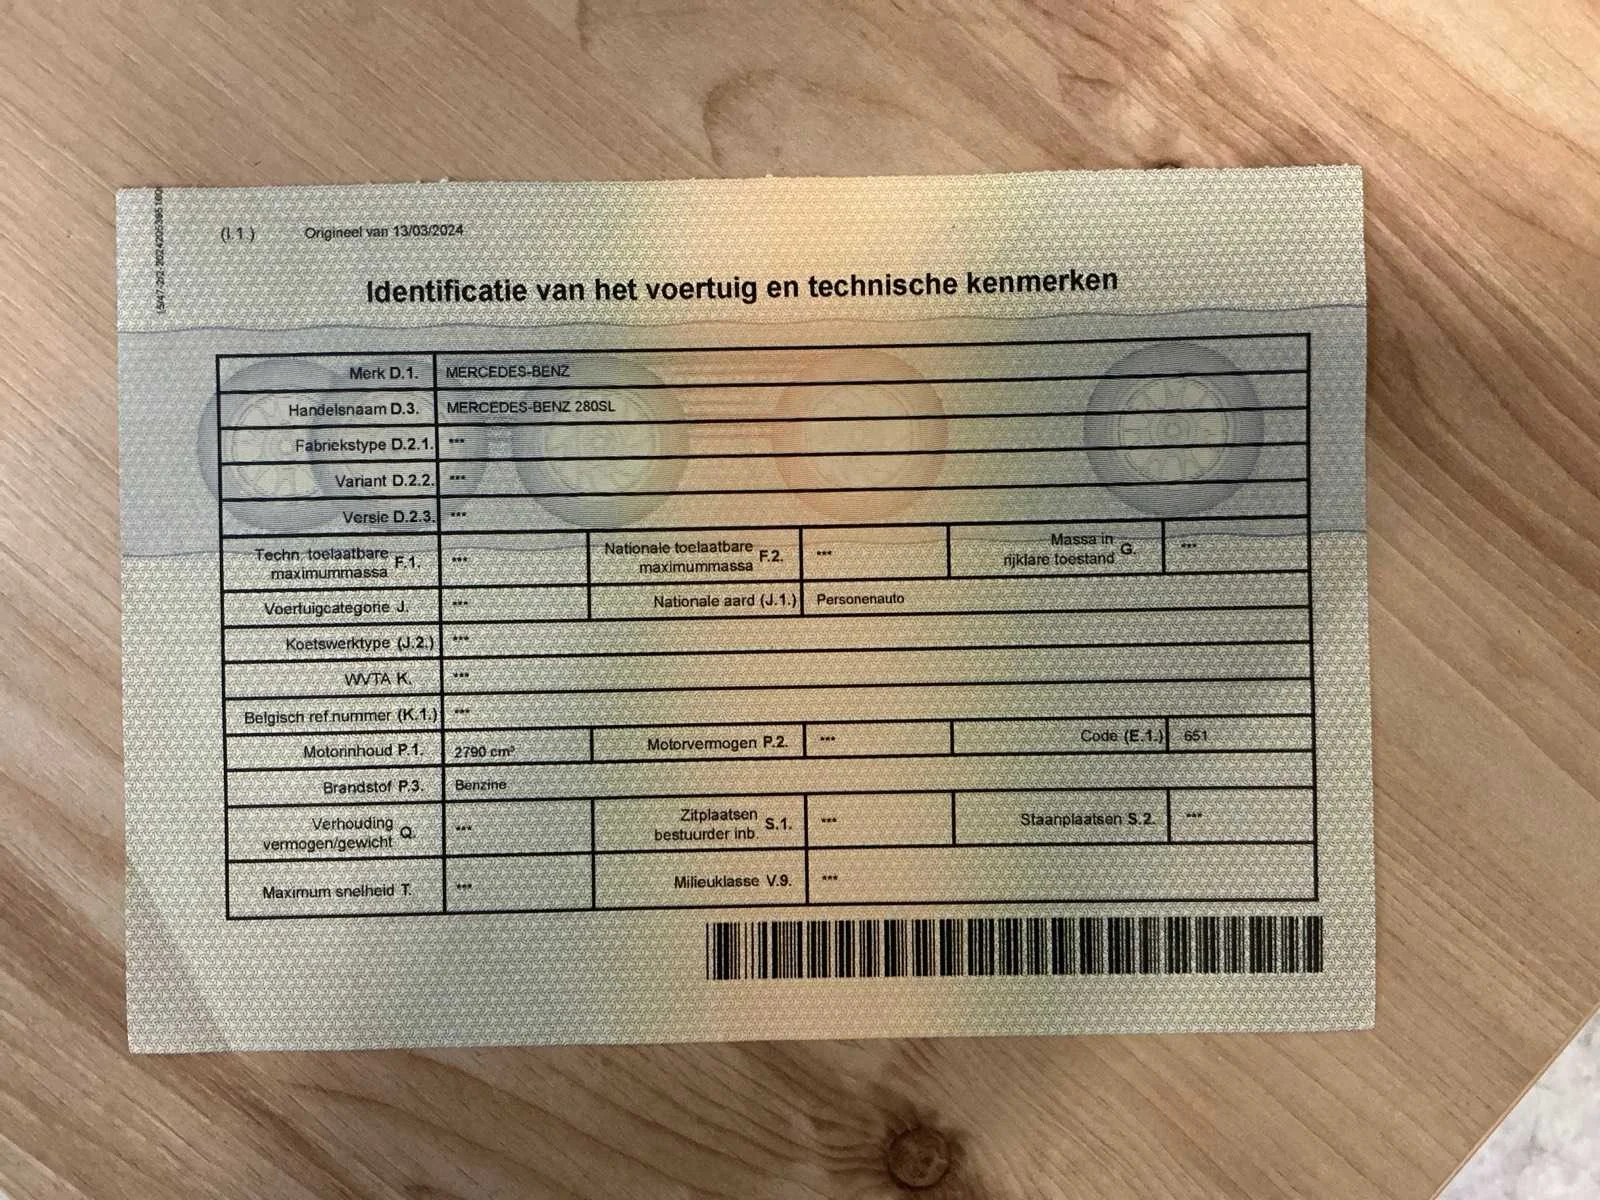 (I.1.) Origineel van 13/03/2024
Identificatie van het voertuig en technische kenmerken
Merk D.1. MERCEDES-BENZ
Handelsnaam D.3. MERCEDES-BENZ 280SL
Fabriekstype D.2.1. ***
Variant D.2.2. ***
Versie D.2.3. ***
Techn. toelaatbare maximummassa F.1. *** Nationale toelaatbare maximummassa F.2. *** Massa in rijklare toestand G. ***
Voertuigcategorie J. *** Nationale aard (J.1.) Personenauto
Koetswerktype (J.2.) ***
WVTA K. ***
Belgisch ref.nummer (K.1.) ***
Motorinhoud P.1. 2790 cm³ Motorvermogen P.2. *** Code (E.1.) 651
Brandstof P.3. Benzine
Verhouding vermogen/gewicht Q. *** Zitplaatsen bestuurder inb. S.1. *** Staanplaatsen S.2. ***
Maximum snelheid T. *** Milieuklasse V.9. ***